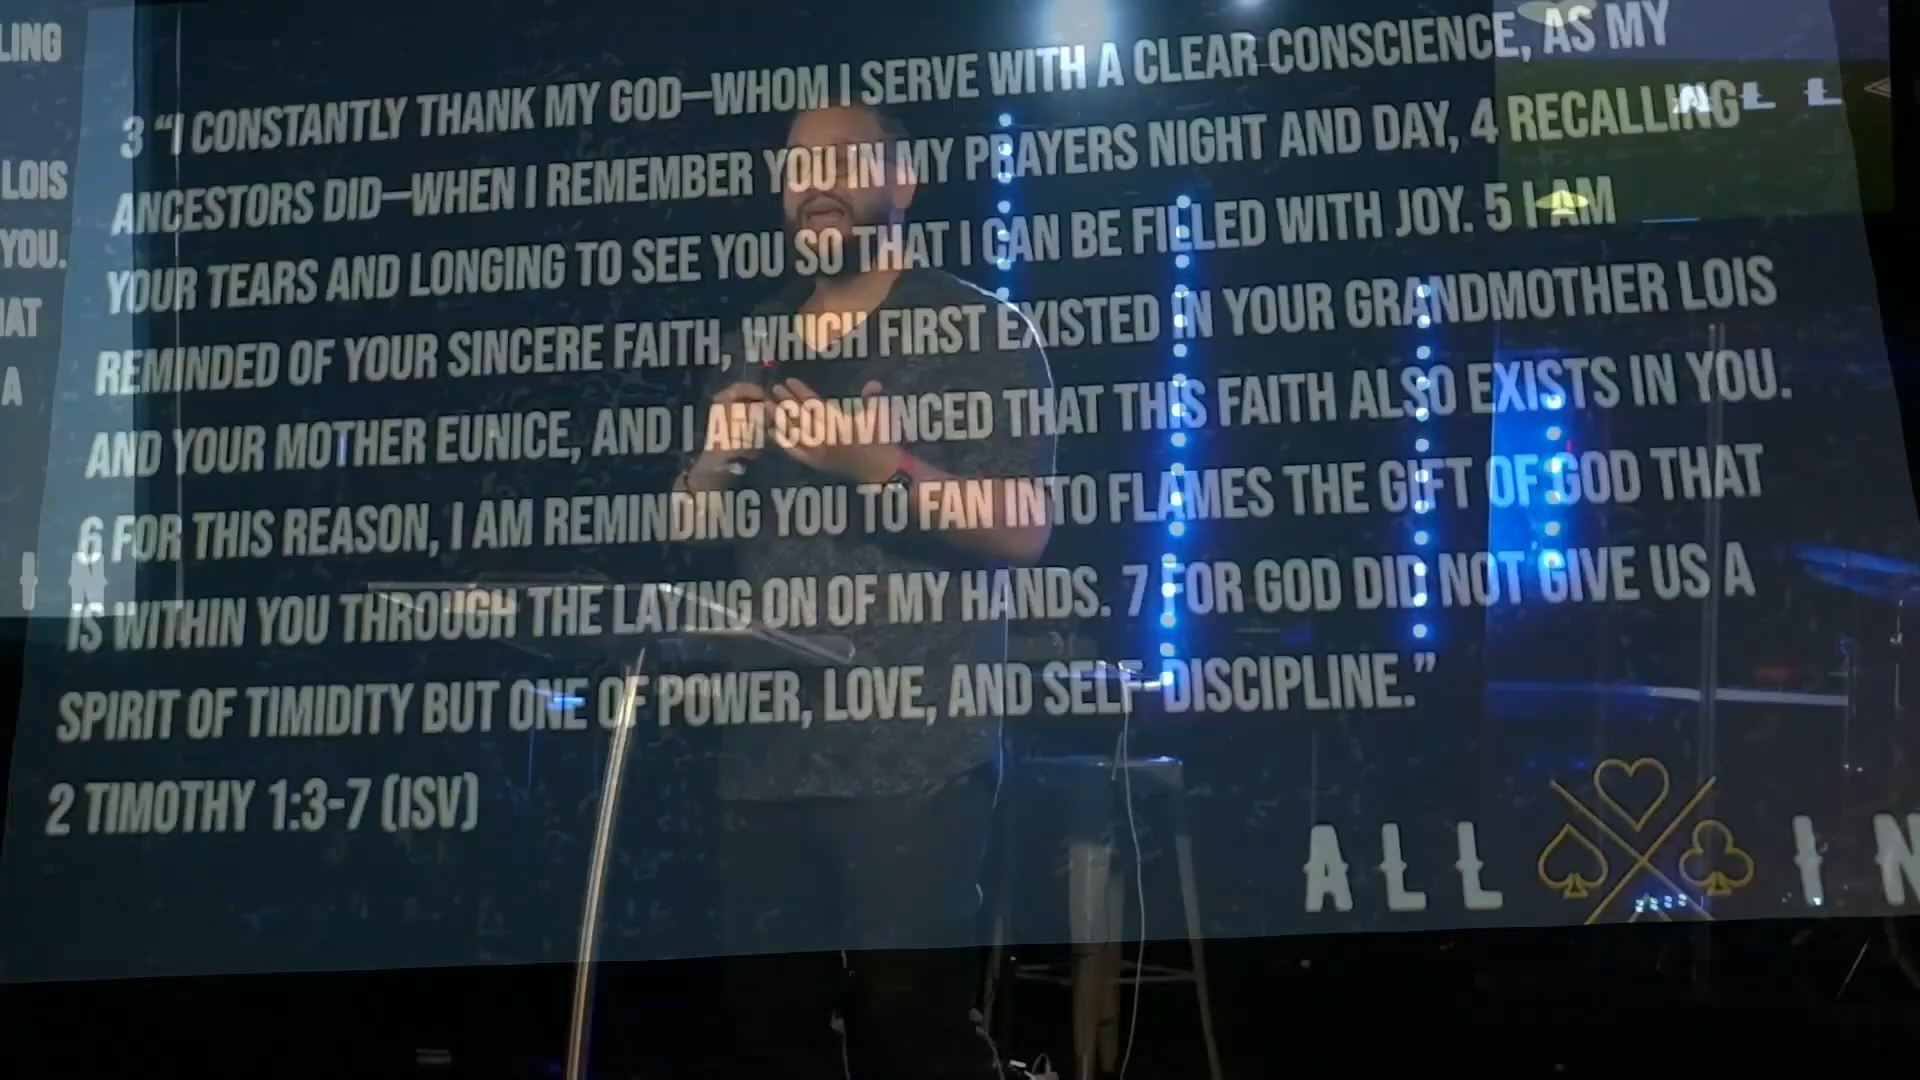 3 “I CONSTANTLY THANK MY GOD—WHOM I SERVE WITH A CLEAR CONSCIENCE, AS MY
ANCESTORS DID—WHEN I REMEMBER YOU IN MY PRAYERS NIGHT AND DAY, 4 RECALLING
YOUR TEARS AND LONGING TO SEE YOU SO THAT I CAN BE FILLED WITH JOY. 5 I AM
REMINDED OF YOUR SINCERE FAITH, WHICH FIRST EXISTED IN YOUR GRANDMOTHER LOIS
AND YOUR MOTHER EUNICE, AND I AM CONVINCED THAT THIS FAITH ALSO EXISTS IN YOU.
6 FOR THIS REASON, I AM REMINDING YOU TO FAN INTO FLAMES THE GIFT OF GOD THAT
IS WITHIN YOU THROUGH THE LAYING ON OF MY HANDS. 7 FOR GOD DID NOT GIVE US A
SPIRIT OF TIMIDITY BUT ONE OF POWER, LOVE, AND SELF-DISCIPLINE.”
2 TIMOTHY 1:3-7 (ISV)
ALL IN
LING
LOIS
YOU.
HAT
A
IN
ALL